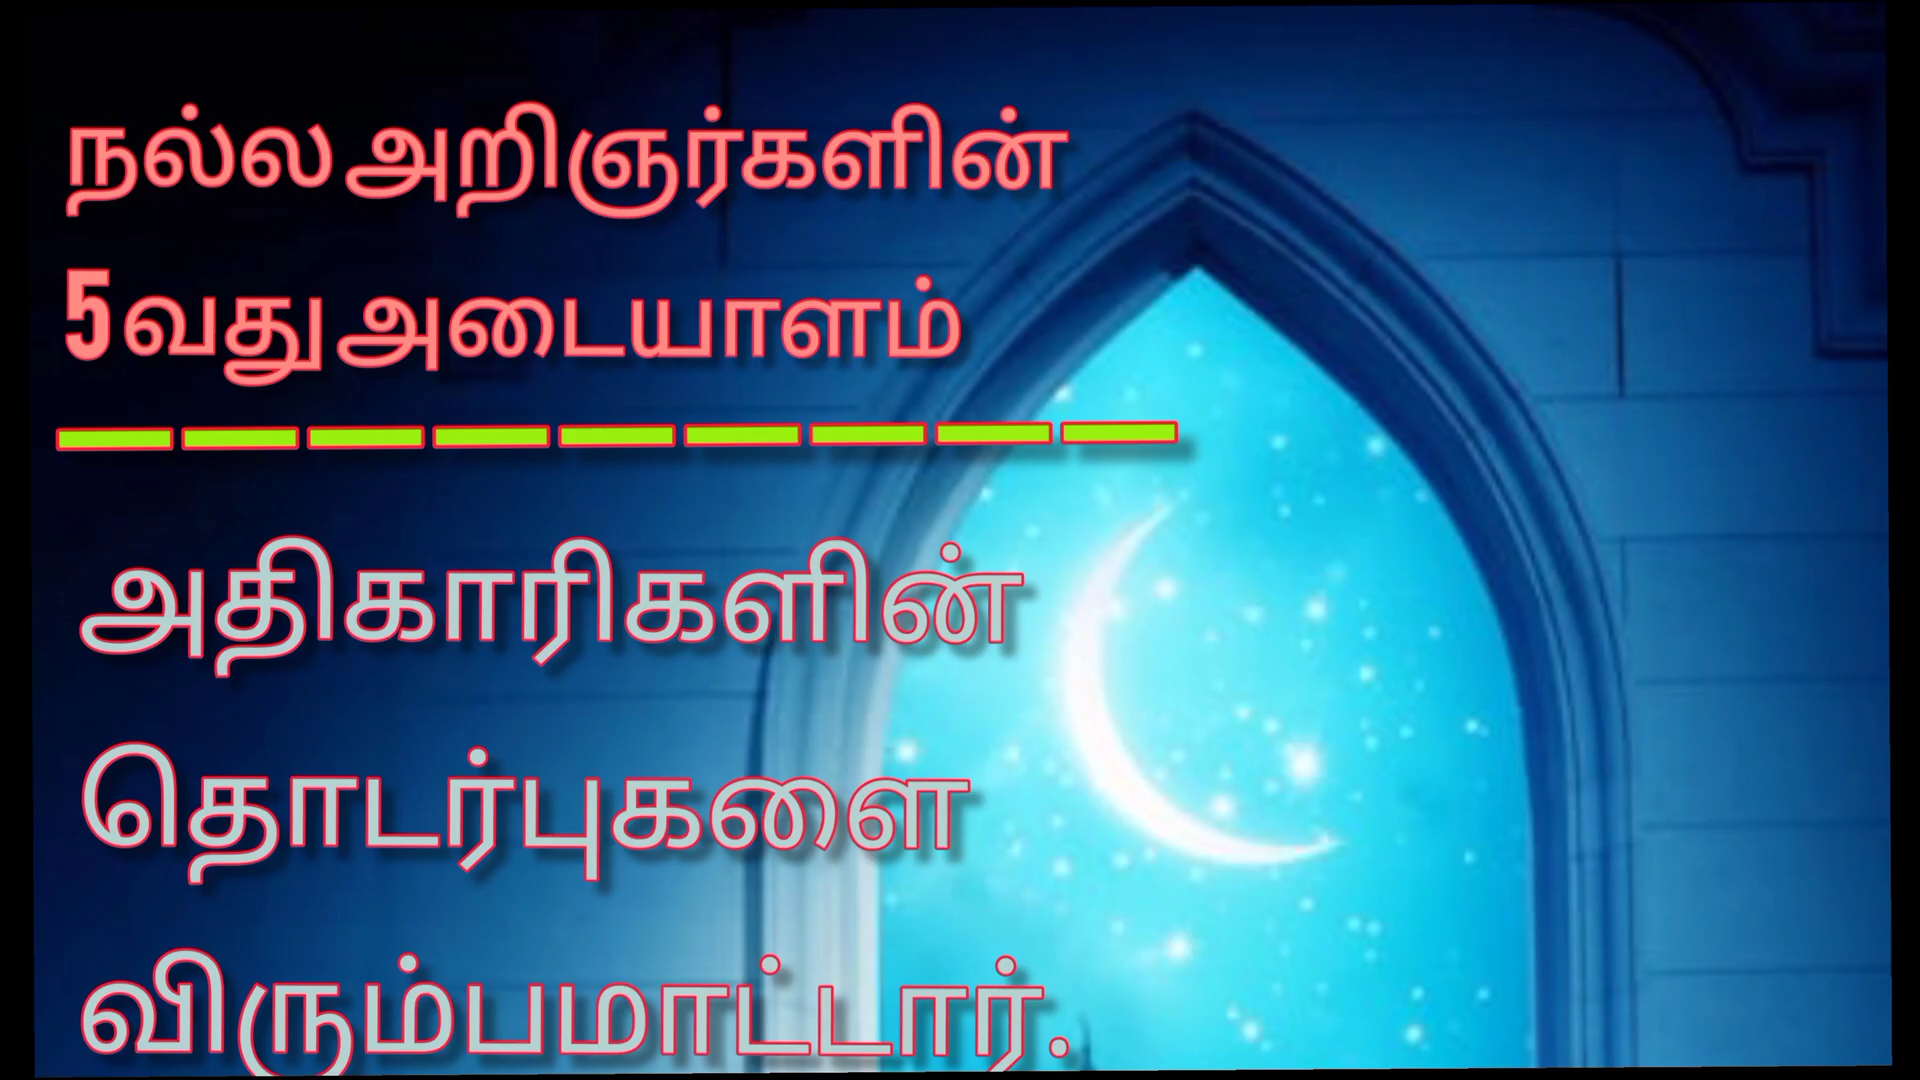 நல்ல அறிஞர்களின்
5வது அடையாளம்
அதிகாரிகளின்
தொடர்புகளை
விரும்பமாட்டார்.